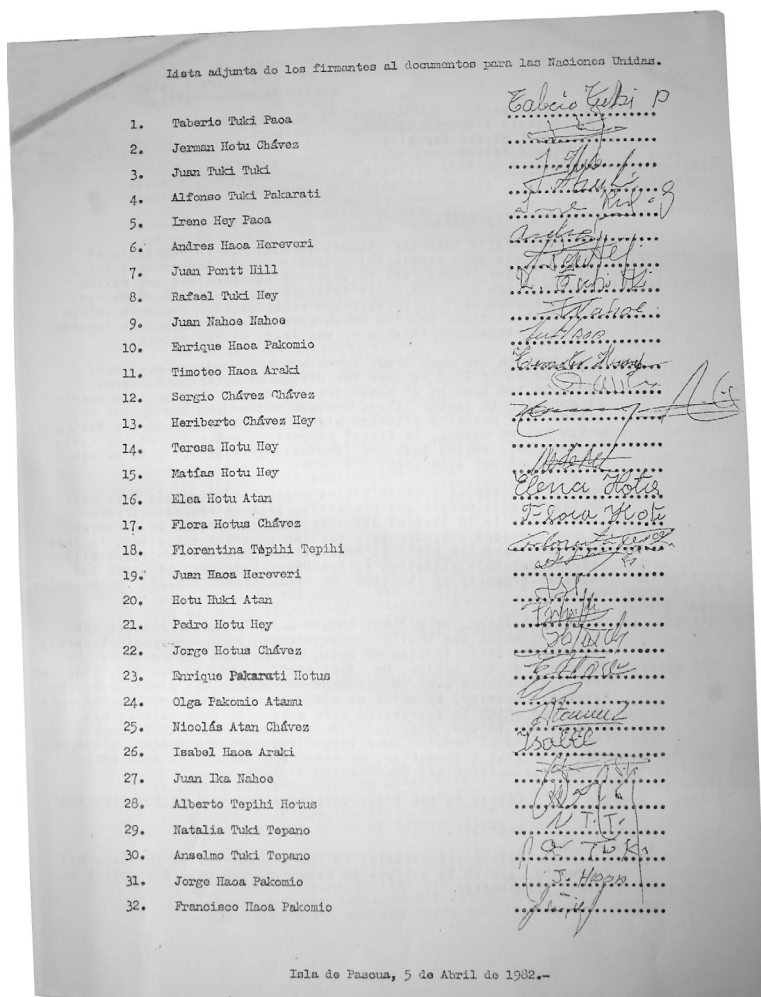 Lista adjunta de los firmantes al documentos para las Naciones Unidas.
1. Taberio Tuki Paoa
2. Jerman Hotu Chávez
3. Juan Tuki Tuki
4. Alfonso Tuki Pakarati
5. Irene Hey Paoa
6. Andres Haoa Hereveri
7. Juan Pontt Hill
8. Rafael Tuki Hey
9. Juan Nahoe Nahoe
10. Enrique Haoa Pakomio
11. Timoteo Haoa Araki
12. Sergio Chávez Chávez
13. Heriberto Chávez Hey
14. Teresa Hotu Hey
15. Matías Hotu Hey
16. Elea Hotu Atan Elena Hotus
17. Flora Hotus Chávez Flora Hotu
18. Florentina Tepihi Tepihi
19. Juan Haoa Hereveri
20. Hotu Huki Atan
21. Pedro Hotu Hey
22. Jorge Hotus Chávez
23. Enrique Pakarati Hotus
24. Olga Pakomio Atamu
25. Nicolás Atan Chávez
26. Isabel Haoa Araki Isabel
27. Juan Ika Nahoe
28. Alberto Tepihi Hotus
29. Natalia Tuki Tepano N.T.T.
30. Anselmo Tuki Tepano
31. Jorge Haoa Pakomio J. Haoa
32. Francisco Haoa Pakomio
Isla de Pascua, 5 de Abril de 1982.-